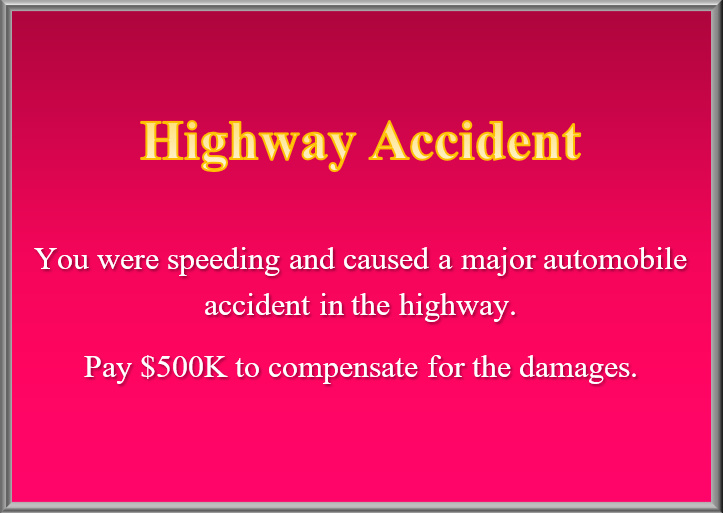 Highway Accident
You were speeding and caused a major automobile
accident in the highway.
Pay $500K to compensate for the damages.